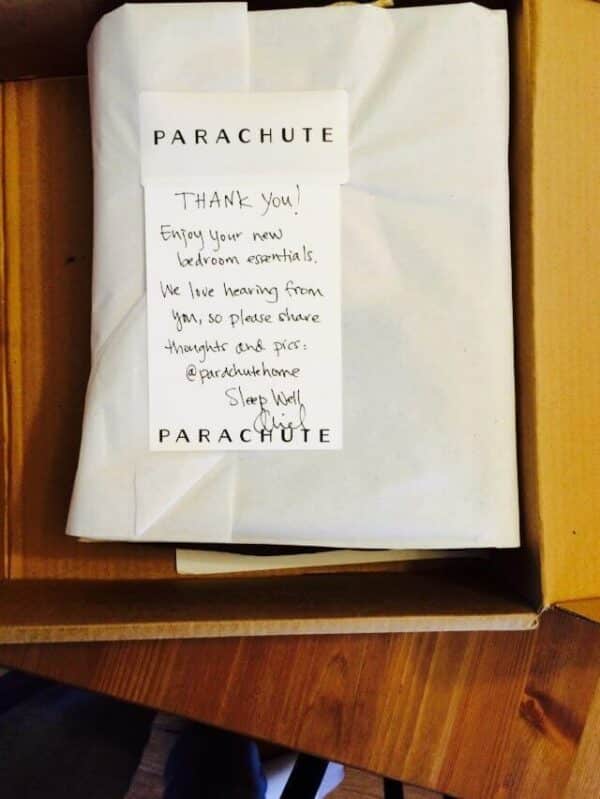 PARACHUTE
THANK you!
Enjoy your new
bedroom essentials.
We love hearing from
you, so please share
thoughts and pics:
@parachutehome
Sleep Well
PARACHUTE